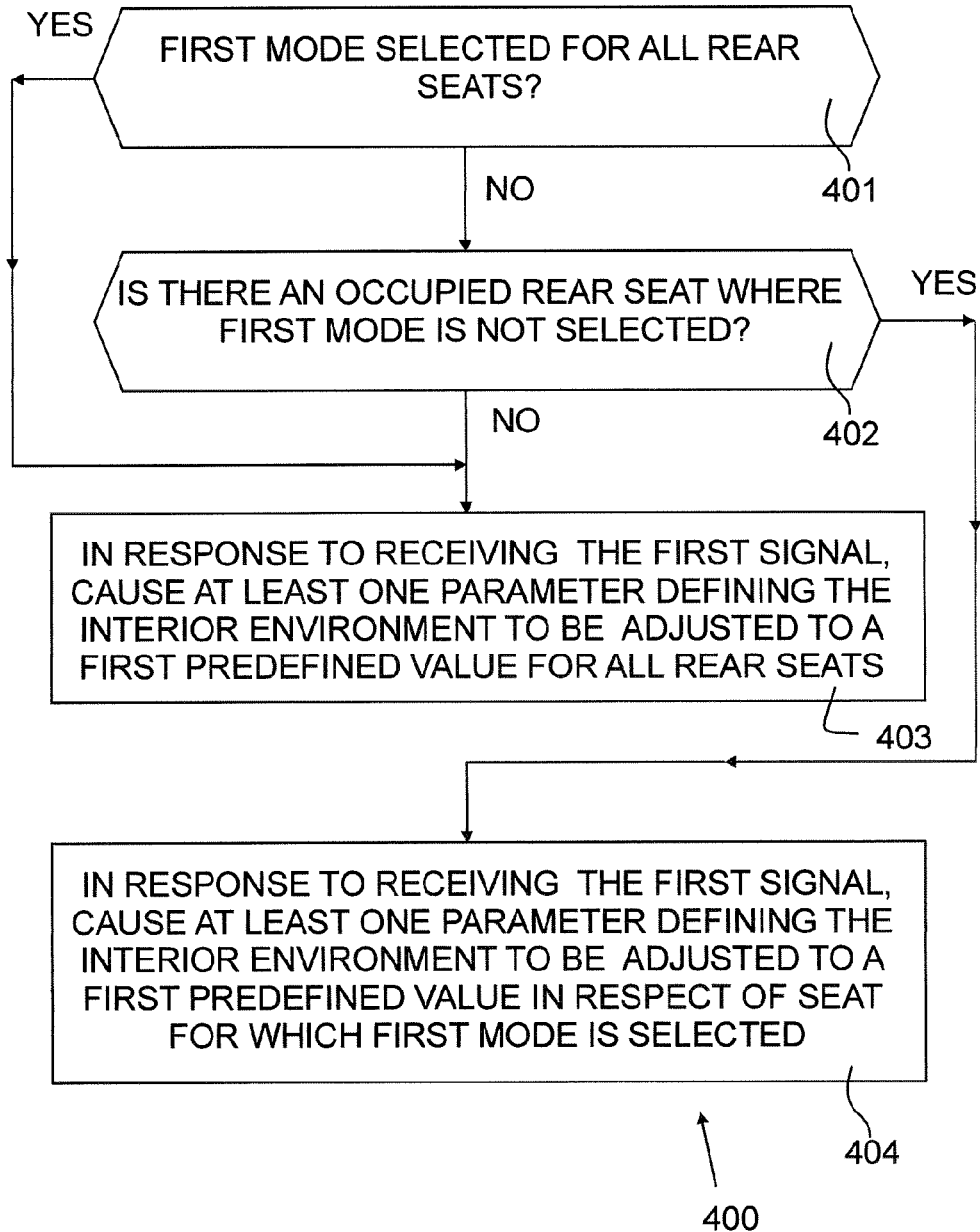 YES
FIRST MODE SELECTED FOR ALL REAR
SEATS?
401
NO
IS THERE AN OCCUPIED REAR SEAT WHERE
FIRST MODE IS NOT SELECTED?
YES
402
NO
IN RESPONSE TO RECEIVING THE FIRST SIGNAL,
CAUSE AT LEAST ONE PARAMETER DEFINING THE
INTERIOR ENVIRONMENT TO BE ADJUSTED TO A
FIRST PREDEFINED VALUE FOR ALL REAR SEATS
403
IN RESPONSE TO RECEIVING THE FIRST SIGNAL,
CAUSE AT LEAST ONE PARAMETER DEFINING THE
INTERIOR ENVIRONMENT TO BE ADJUSTED TO A
FIRST PREDEFINED VALUE IN RESPECT OF SEAT
FOR WHICH FIRST MODE IS SELECTED
404
400